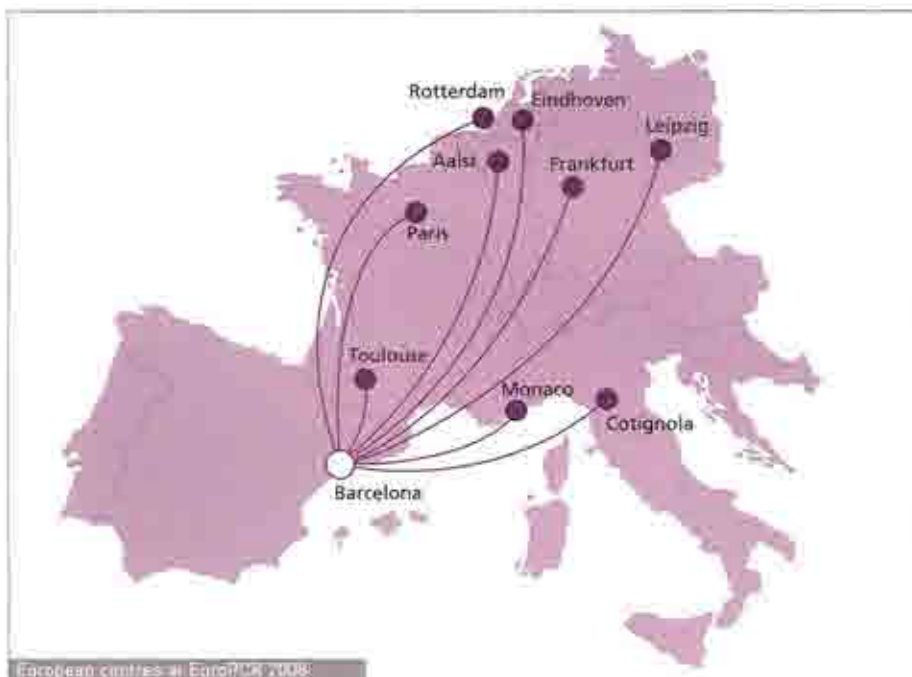 Rotterdam
Eindhoven
Leipzig
Aalst
Frankfurt
Paris
Toulouse
Monaco
Cotignola
Barcelona
European centres at EuroPCR 2008